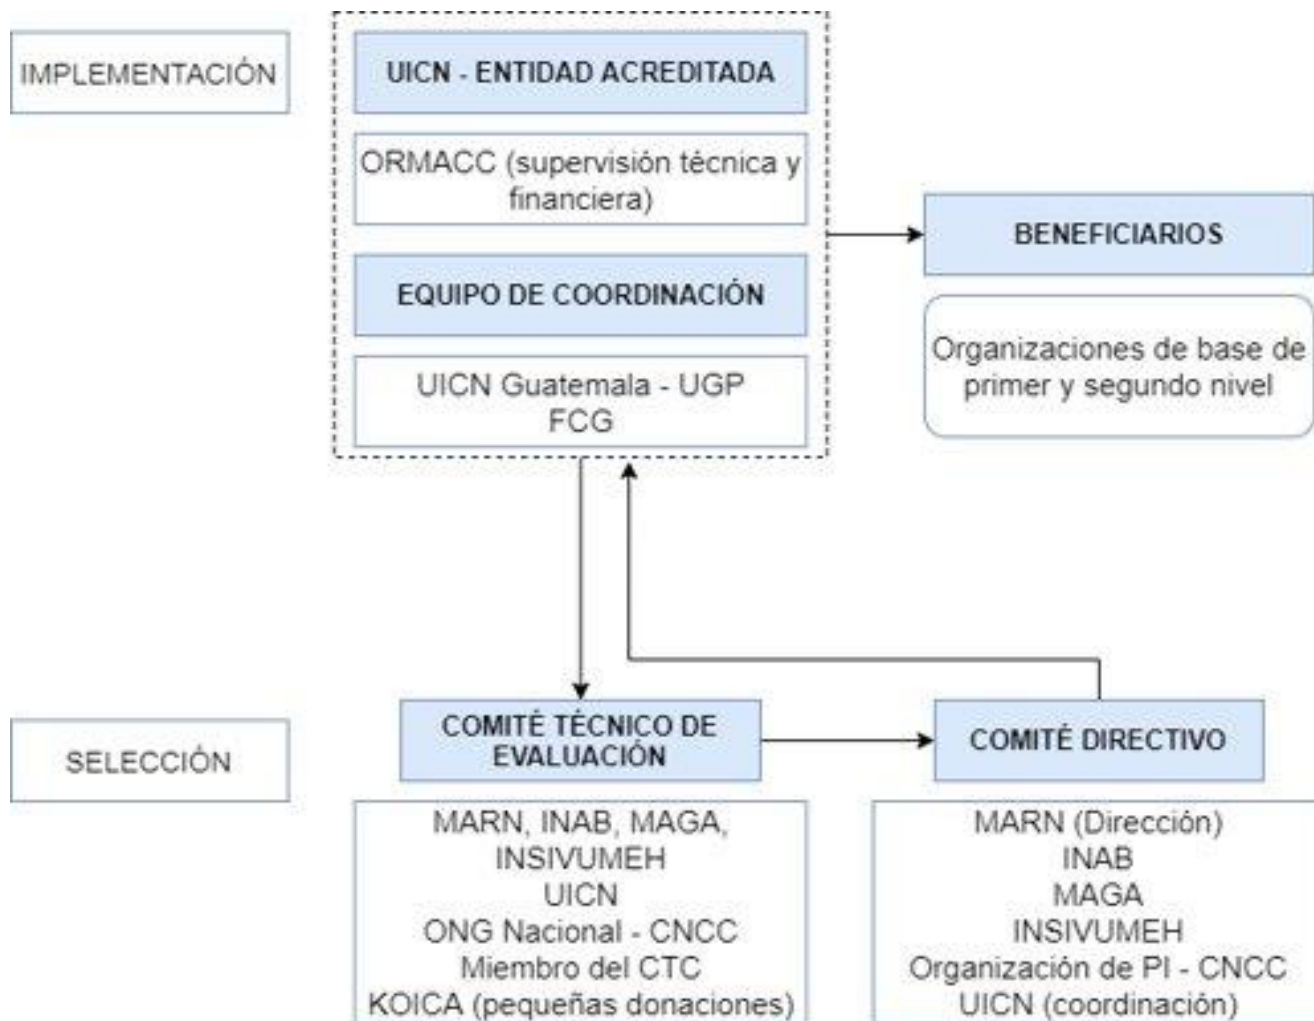 IMPLEMENTACIÓN
UICN - ENTIDAD ACREDITADA
ORMACC (supervisión técnica y
financiera)
EQUIPO DE COORDINACIÓN
UICN Guatemala - UGP
FCG
BENEFICIARIOS
Organizaciones de base de
primer y segundo nivel
SELECCIÓN
COMITÉ TÉCNICO DE
EVALUACIÓN
MARN, INAB, MAGA,
INSIVUMEH
UICN
ONG Nacional - CNCC
Miembro del CTC
KOICA (pequeñas donaciones)
COMITÉ DIRECTIVO
MARN (Dirección)
INAB
MAGA
INSIVUMEH
Organización de PI - CNCC
UICN (coordinación)